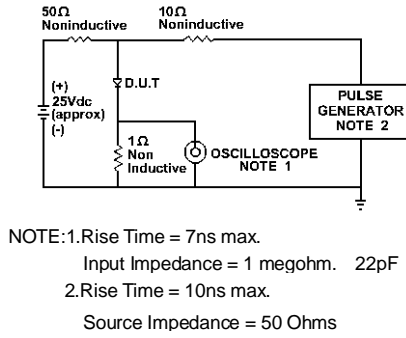 50Ω
Noninductive
10Ω
Noninductive
D.U.T
(+)
25Vdc
(approx)
(-)
PULSE
GENERATOR
NOTE 2
1Ω
Non
Inductive
OSCILLOSCOPE
NOTE 1
NOTE:1.Rise Time = 7ns max.
Input Impedance = 1 megohm. 22pF
2.Rise Time = 10ns max.
Source Impedance = 50 Ohms